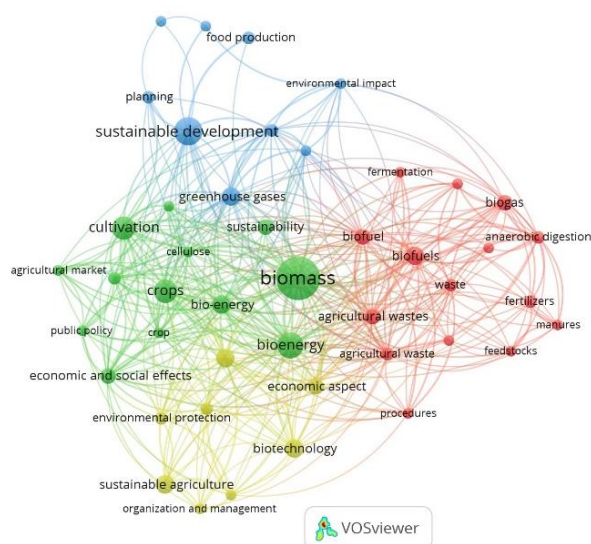 food production
environmental impact
planning
sustainable development
fermentation
greenhouse gases
biogas
cultivation
sustainability
biofuel
anaerobic digestion
cellulose
biofuels
agricultural market
biomass
waste
crops
bio-energy
fertilizers
agricultural wastes
public policy
crop
manures
bioenergy
agricultural waste
feedstocks
economic and social effects
economic aspect
environmental protection
procedures
biotechnology
sustainable agriculture
organization and management
VOSviewer